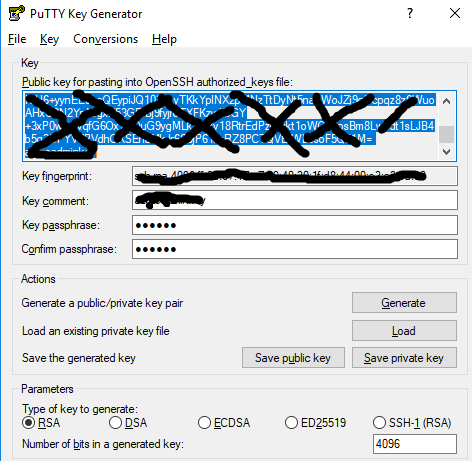 PuTTY Key Generator
File Key Conversions Help
Key
Public key for pasting into OpenSSH authorized_keys file:
Key fingerprint:
Key comment:
Key passphrase: ●●●●●●
Confirm passphrase: ●●●●●●
Actions
Generate a public/private key pair Generate
Load an existing private key file Load
Save the generated key Save public key Save private key
Parameters
Type of key to generate:
RSA DSA ECDSA ED25519 SSH-1 (RSA)
Number of bits in a generated key: 4096